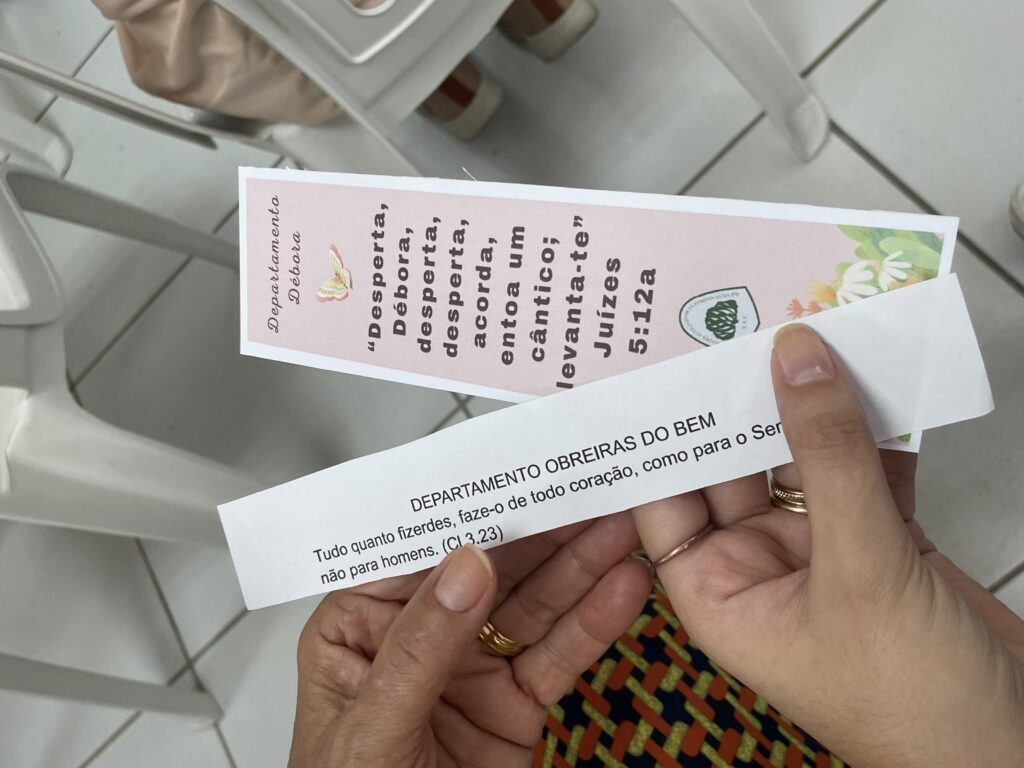 Departamento
Débora
“Desperta,
Débora,
desperta,
desperta,
acorda,
entoa um
cântico;
levanta-te”
Juízes
5:12a
DEPARTAMENTO OBREIRAS DO BEM
Tudo quanto fizerdes, faze-o de todo coração, como para o
não para homens. (Cl 3.23)